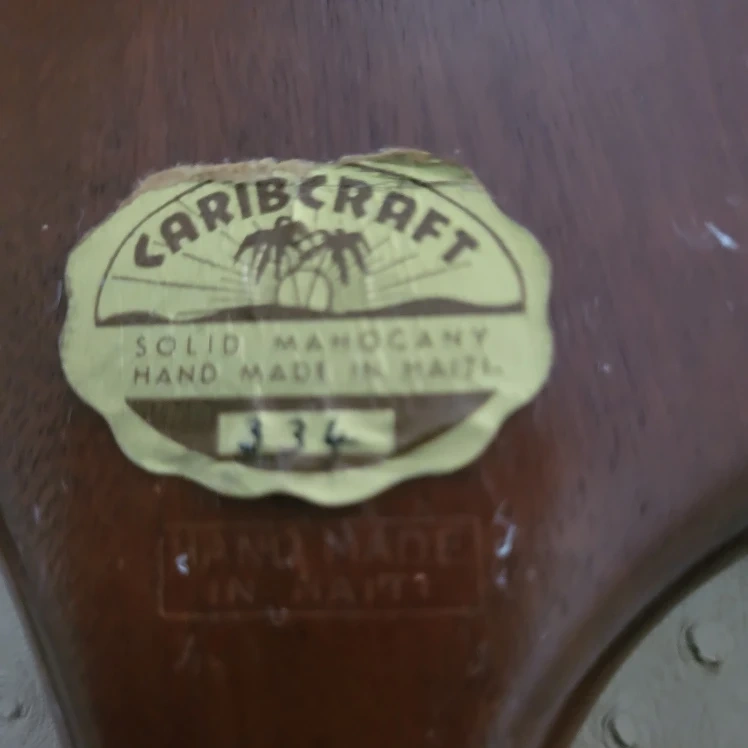 CARIBCRAFT
SOLID MAHOGANY
HAND MADE IN HAITI
334
HAND MADE
IN HAITI